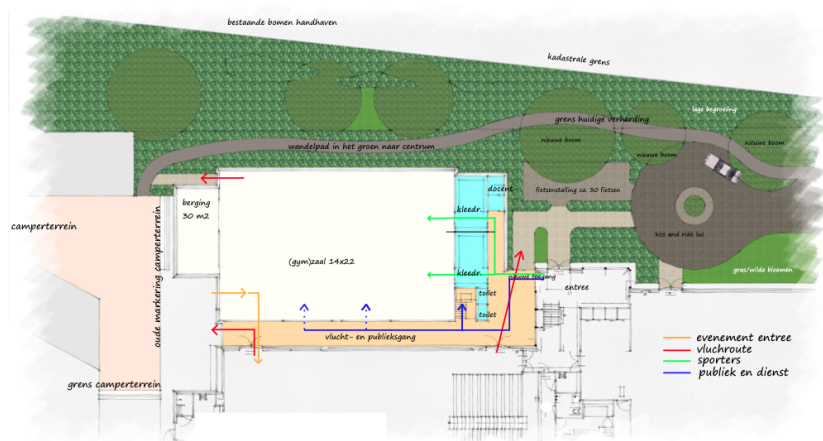 bestaande bomen handhaven
kadastrale grens
lage begroeiing
grens huidige verharding
nieuwe boom
nieuwe boom
nieuwe boom
wandelpad in het groen naar centrum
docent
fietsenstalling ca. 30 fietsen
berging
30 m2
kleedr.
camperterrein
oude markering camperterrein
kiss and ride lus
(gym)zaal 14x22
kleedr.
nieuwe toegang
gras/wilde bloemen
entree
toilet
toilet
vlucht- en publieksgang
grens camperterrein
evenement entree
vluchroute
sporters
publiek en dienst